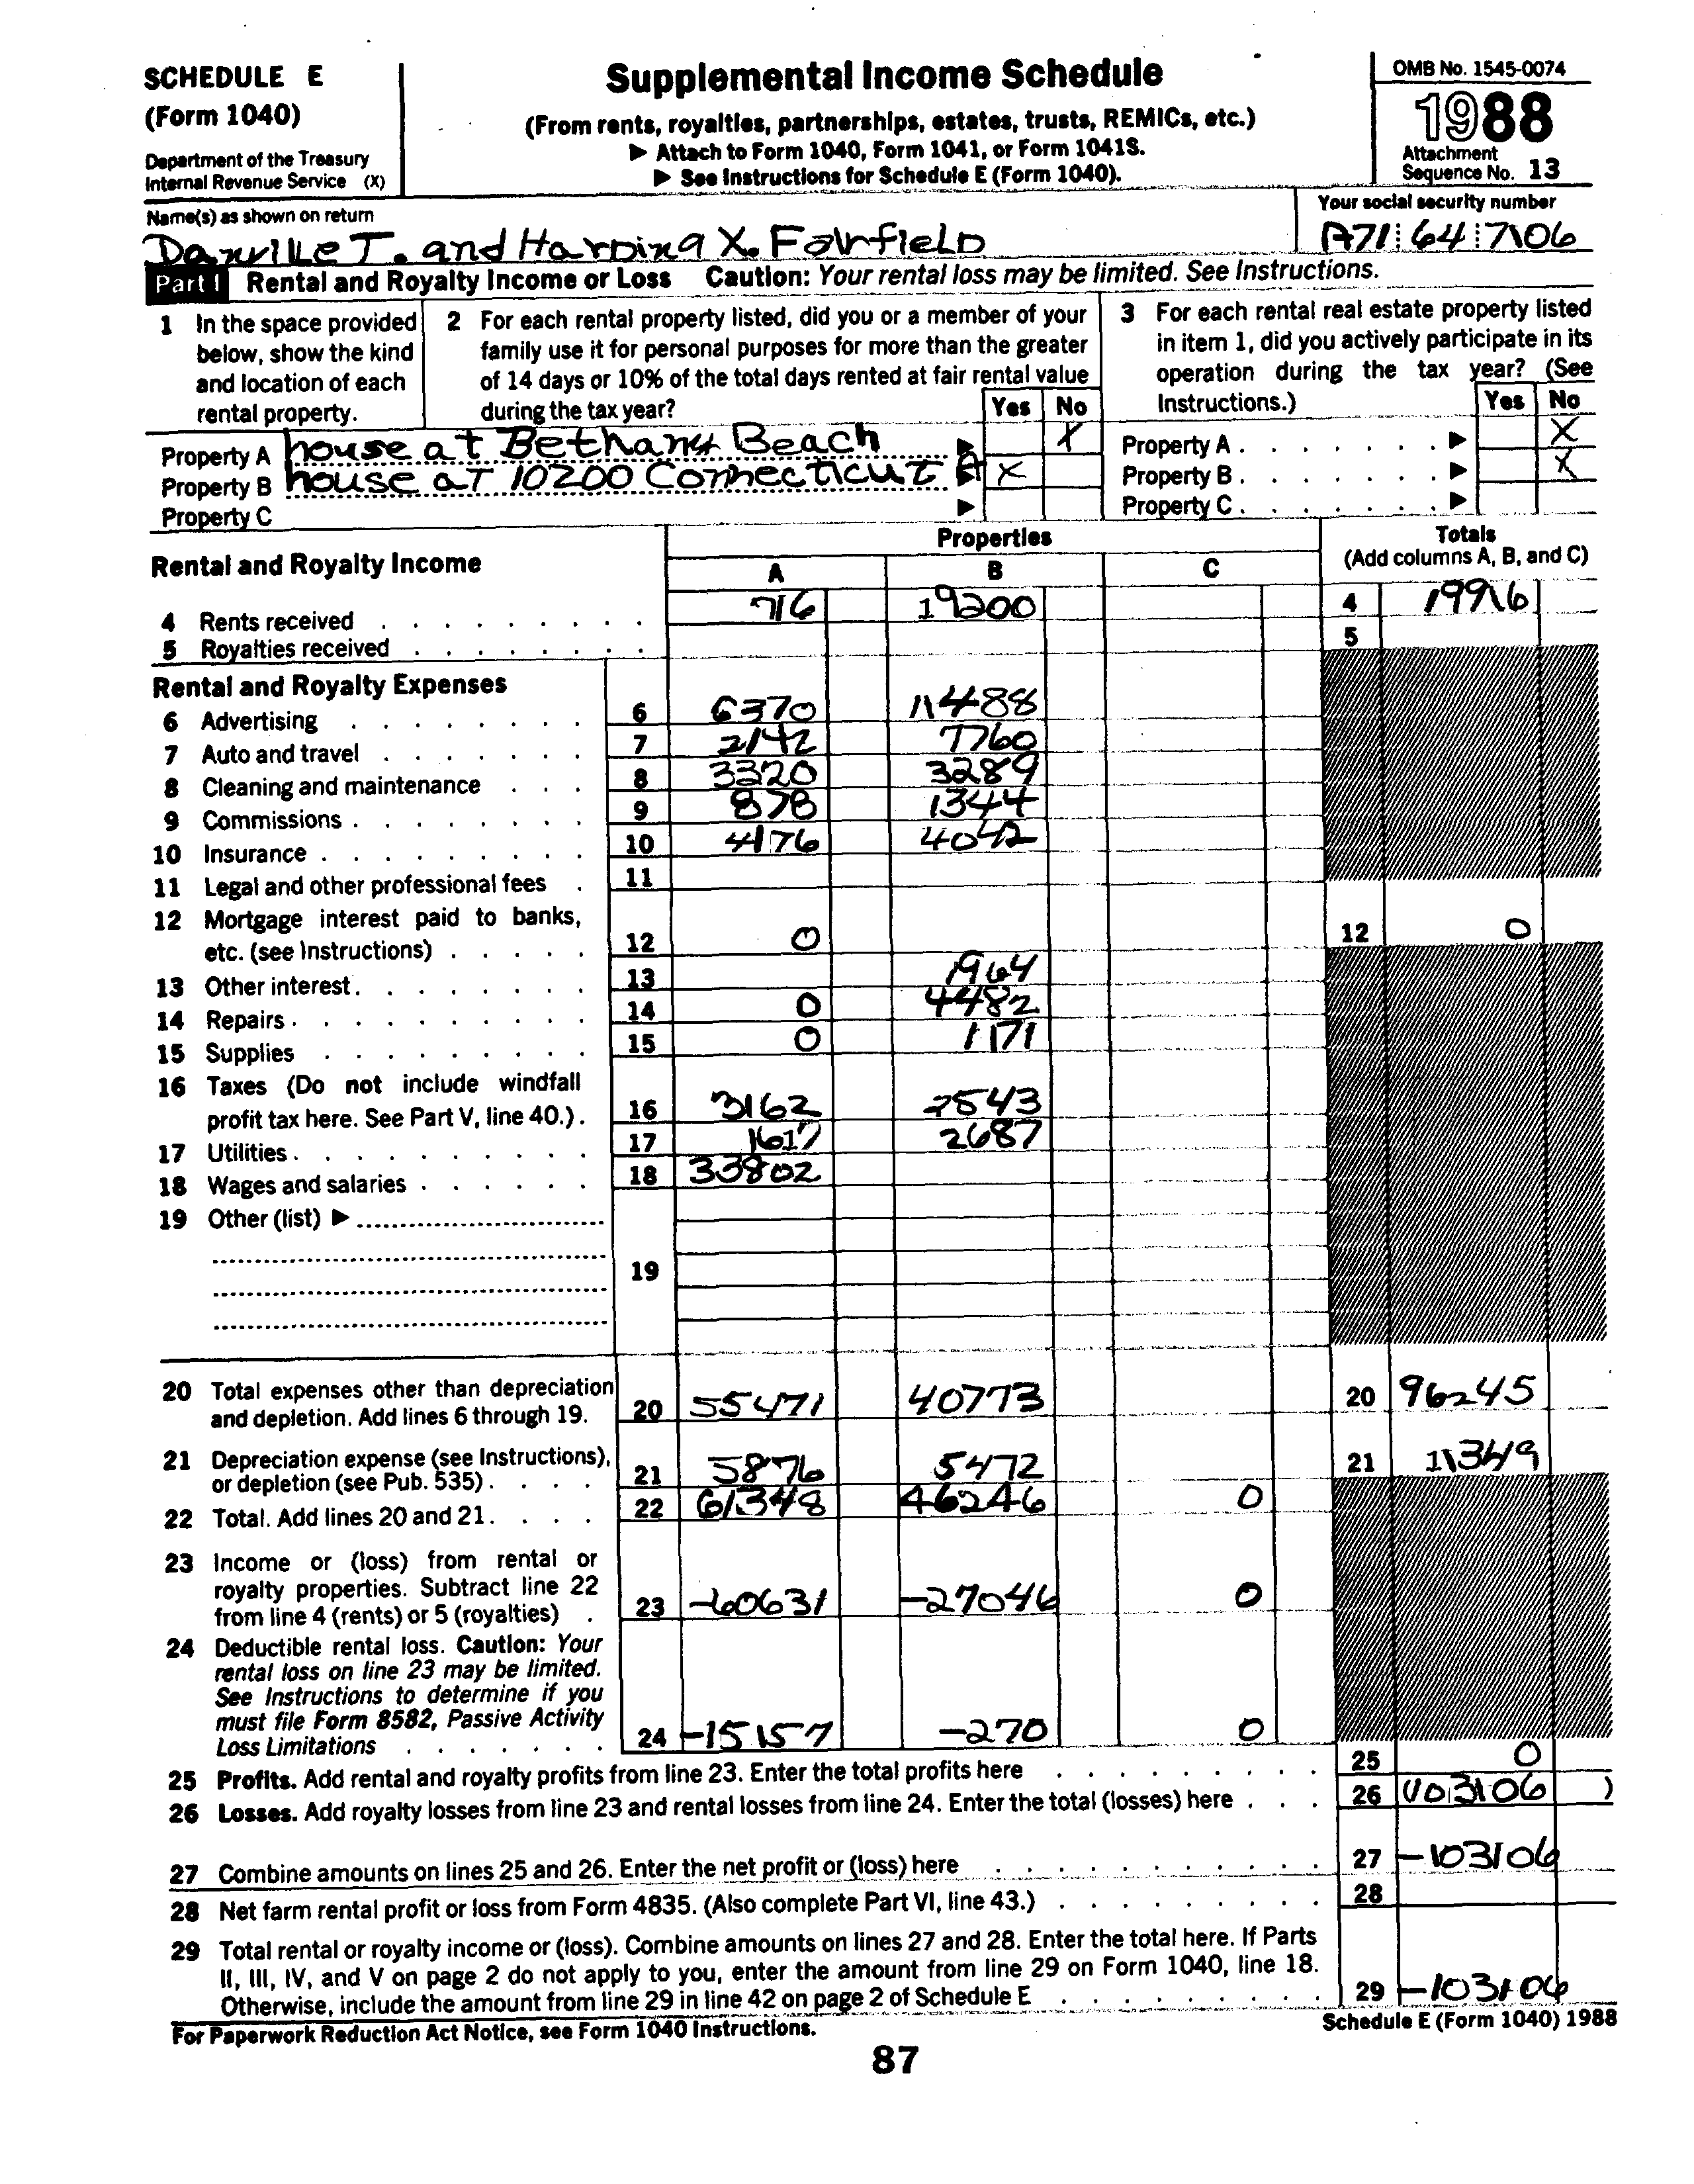 SCHEDULE E
(Form 1040)
Department of the Treasury
Internal Revenue Service (X)
Supplemental Income Schedule
(From rents, royalties, partnerships, estates, trusts, REMICs, etc.)
▶ Attach to Form 1040, Form 1041, or Form 1041S.
▶ See Instructions for Schedule E (Form 1040).
OMB No. 1545-0074
1988
Attachment
Sequence No. 13
Name(s) as shown on return
Danville T. and Harding X. Fairfield
Your social security number
A71 64 7106
Part I Rental and Royalty Income or Loss Caution: Your rental loss may be limited. See Instructions.
1 In the space provided
below, show the kind
and location of each
rental property.
2 For each rental property listed, did you or a member of your
family use it for personal purposes for more than the greater
of 14 days or 10% of the total days rented at fair rental value
during the tax year? Yes No
3 For each rental real estate property listed
in item 1, did you actively participate in its
operation during the tax year? (See
Instructions.) Yes No
Property A house at Bethany Beach ▶ X Property A . . . . . . . ▶ X
Property B house at 10200 Connecticut A ▶ X Property B . . . . . . . ▶ X
Property C ▶ Property C . . . . . . . ▶
Rental and Royalty Income Properties Totals
A B C (Add columns A, B, and C)
4 Rents received . . . . . . . . . 716 19200 4 19916
5 Royalties received . . . . . . . . 5
Rental and Royalty Expenses
6 Advertising . . . . . . . . 6 6370 11488
7 Auto and travel . . . . . . . 7 2142 7760
8 Cleaning and maintenance . . . 8 3320 3289
9 Commissions . . . . . . . . 9 878 1344
10 Insurance . . . . . . . . . 10 4176 4042
11 Legal and other professional fees . 11
12 Mortgage interest paid to banks,
etc. (see Instructions) . . . . . 12 0 12 0
13 Other interest . . . . . . . . 13 1964
14 Repairs . . . . . . . . . . 14 0 4482
15 Supplies . . . . . . . . . 15 0 1171
16 Taxes (Do not include windfall
profit tax here. See Part V, line 40.) . 16 3162 2543
17 Utilities . . . . . . . . . . 17 1617 2687
18 Wages and salaries . . . . . . 18 33802
19 Other (list) ▶
19
20 Total expenses other than depreciation
and depletion. Add lines 6 through 19. 20 55471 40773 20 96245
21 Depreciation expense (see Instructions),
or depletion (see Pub. 535) . . . . 21 5876 5472 21 11349
22 Total. Add lines 20 and 21. . . . . 22 61348 46246 0
23 Income or (loss) from rental or
royalty properties. Subtract line 22
from line 4 (rents) or 5 (royalties) . 23 -60631 -27046 0
24 Deductible rental loss. Caution: Your
rental loss on line 23 may be limited.
See Instructions to determine if you
must file Form 8582, Passive Activity
Loss Limitations . . . . . . . 24 -15157 -270 0
25 Profits. Add rental and royalty profits from line 23. Enter the total profits here . . . . . . . . . 25 0
26 Losses. Add royalty losses from line 23 and rental losses from line 24. Enter the total (losses) here . . . 26 (103106 )
27 Combine amounts on lines 25 and 26. Enter the net profit or (loss) here . . . . . . . . . . . 27 -103106
28 Net farm rental profit or loss from Form 4835. (Also complete Part VI, line 43.) . . . . . . . . . 28
29 Total rental or royalty income or (loss). Combine amounts on lines 27 and 28. Enter the total here. If Parts
II, III, IV, and V on page 2 do not apply to you, enter the amount from line 29 on Form 1040, line 18.
Otherwise, include the amount from line 29 in line 42 on page 2 of Schedule E . . . . . . . . . 29 -103106
For Paperwork Reduction Act Notice, see Form 1040 Instructions. Schedule E (Form 1040) 1988
87